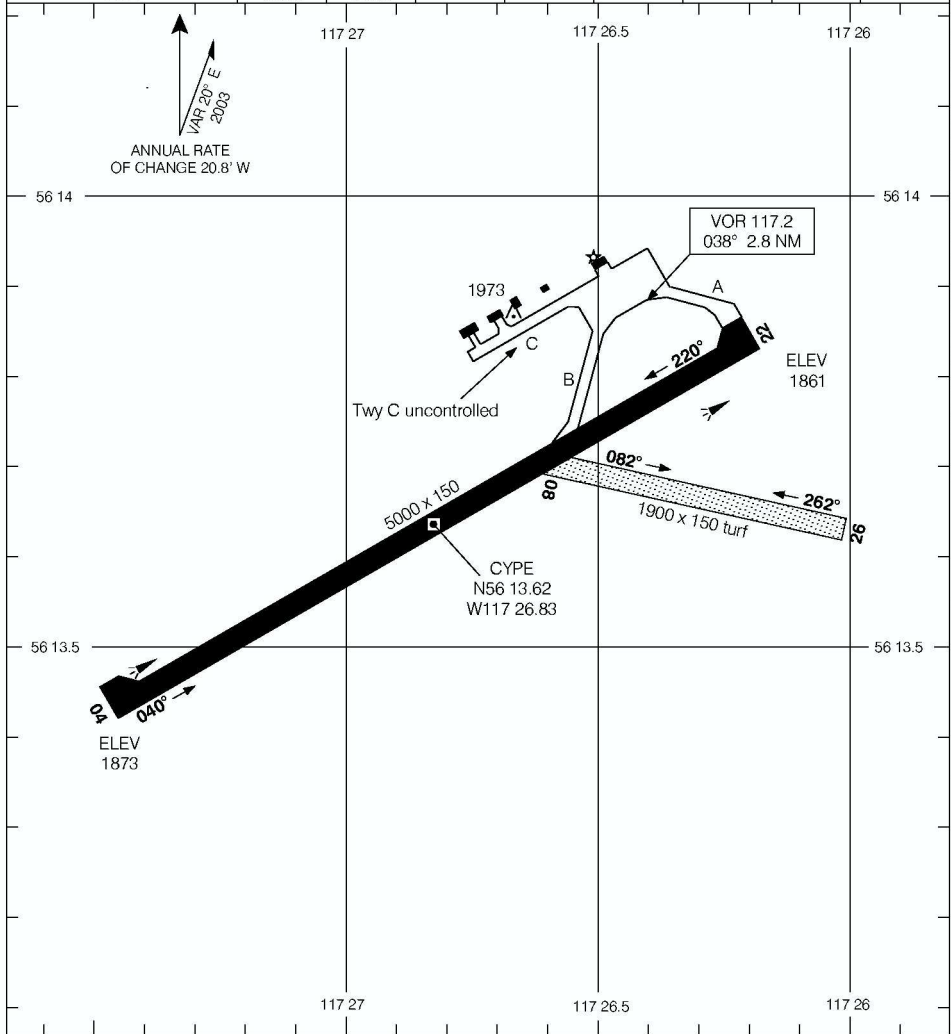 117 27
117 26.5
117 26
VAR 20° E
2003
ANNUAL RATE
OF CHANGE 20.8' W
56 14
56 14
VOR 117.2
038° 2.8 NM
1973
A
C
B
22
220°
ELEV
1861
Twy C uncontrolled
082°
262°
08
26
1900 x 150 turf
5000 x 150
CYPE
N56 13.62
W117 26.83
56 13.5
56 13.5
04
040°
ELEV
1873
117 27
117 26.5
117 26